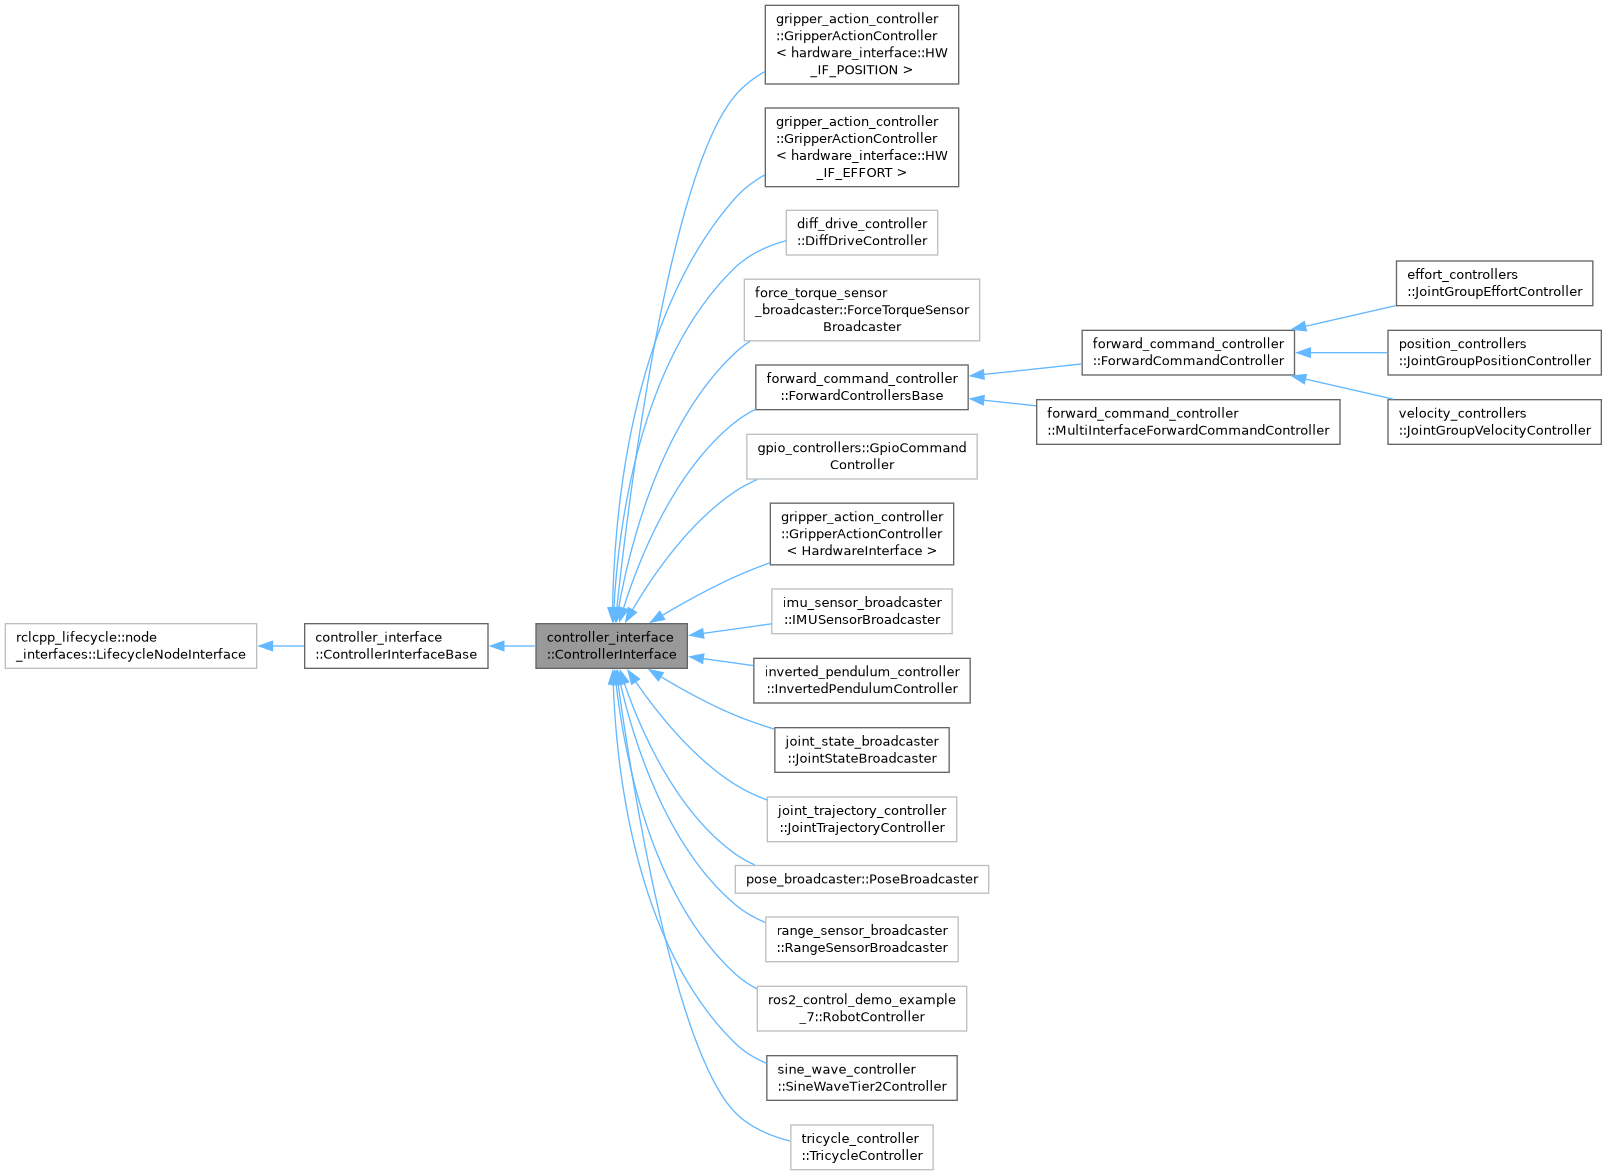 gripper_action_controller
::GripperActionController
< hardware_interface::HW
_IF_POSITION >
gripper_action_controller
::GripperActionController
< hardware_interface::HW
_IF_EFFORT >
diff_drive_controller
::DiffDriveController
force_torque_sensor
_broadcaster::ForceTorqueSensor
Broadcaster
effort_controllers
::JointGroupEffortController
forward_command_controller
::ForwardCommandController
position_controllers
::JointGroupPositionController
forward_command_controller
::ForwardControllersBase
forward_command_controller
::MultiInterfaceForwardCommandController
velocity_controllers
::JointGroupVelocityController
gpio_controllers::GpioCommand
Controller
gripper_action_controller
::GripperActionController
< HardwareInterface >
imu_sensor_broadcaster
::IMUSensorBroadcaster
rclcpp_lifecycle::node
_interfaces::LifecycleNodeInterface
controller_interface
::ControllerInterfaceBase
controller_interface
::ControllerInterface
inverted_pendulum_controller
::InvertedPendulumController
joint_state_broadcaster
::JointStateBroadcaster
joint_trajectory_controller
::JointTrajectoryController
pose_broadcaster::PoseBroadcaster
range_sensor_broadcaster
::RangeSensorBroadcaster
ros2_control_demo_example
_7::RobotController
sine_wave_controller
::SineWaveTier2Controller
tricycle_controller
::TricycleController